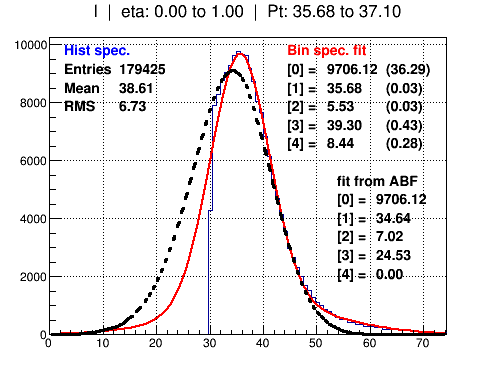 I | eta: 0.00 to 1.00 | Pt: 35.68 to 37.10
Hist spec.
Entries 179425
Mean 38.61
RMS 6.73
Bin spec. fit
[0] = 9706.12 (36.29)
[1] = 35.68 (0.03)
[2] = 5.53 (0.03)
[3] = 39.30 (0.43)
[4] = 8.44 (0.28)
fit from ABF
[0] = 9706.12
[1] = 34.64
[2] = 7.02
[3] = 24.53
[4] = 0.00
10000
8000
6000
4000
2000
0
0 10 20 30 40 50 60 70